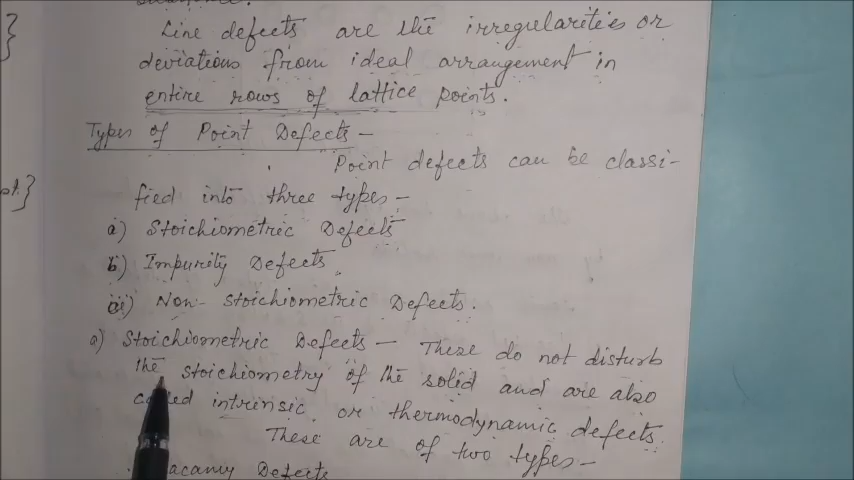 Line defects are the irregularities or
deviations from ideal arrangement in
entire rows of lattice points.
Types of Point Defects -
Point defects can be classi-
fied into three types -
a) Stoichiometric Defects
b) Impurity Defects
c) Non-stoichiometric Defects.
a) Stoichiometric Defects - These do not disturb
the stoichiometry of the solid and are also
intrinsic or thermodynamic defects.
These are of two types -
Defects